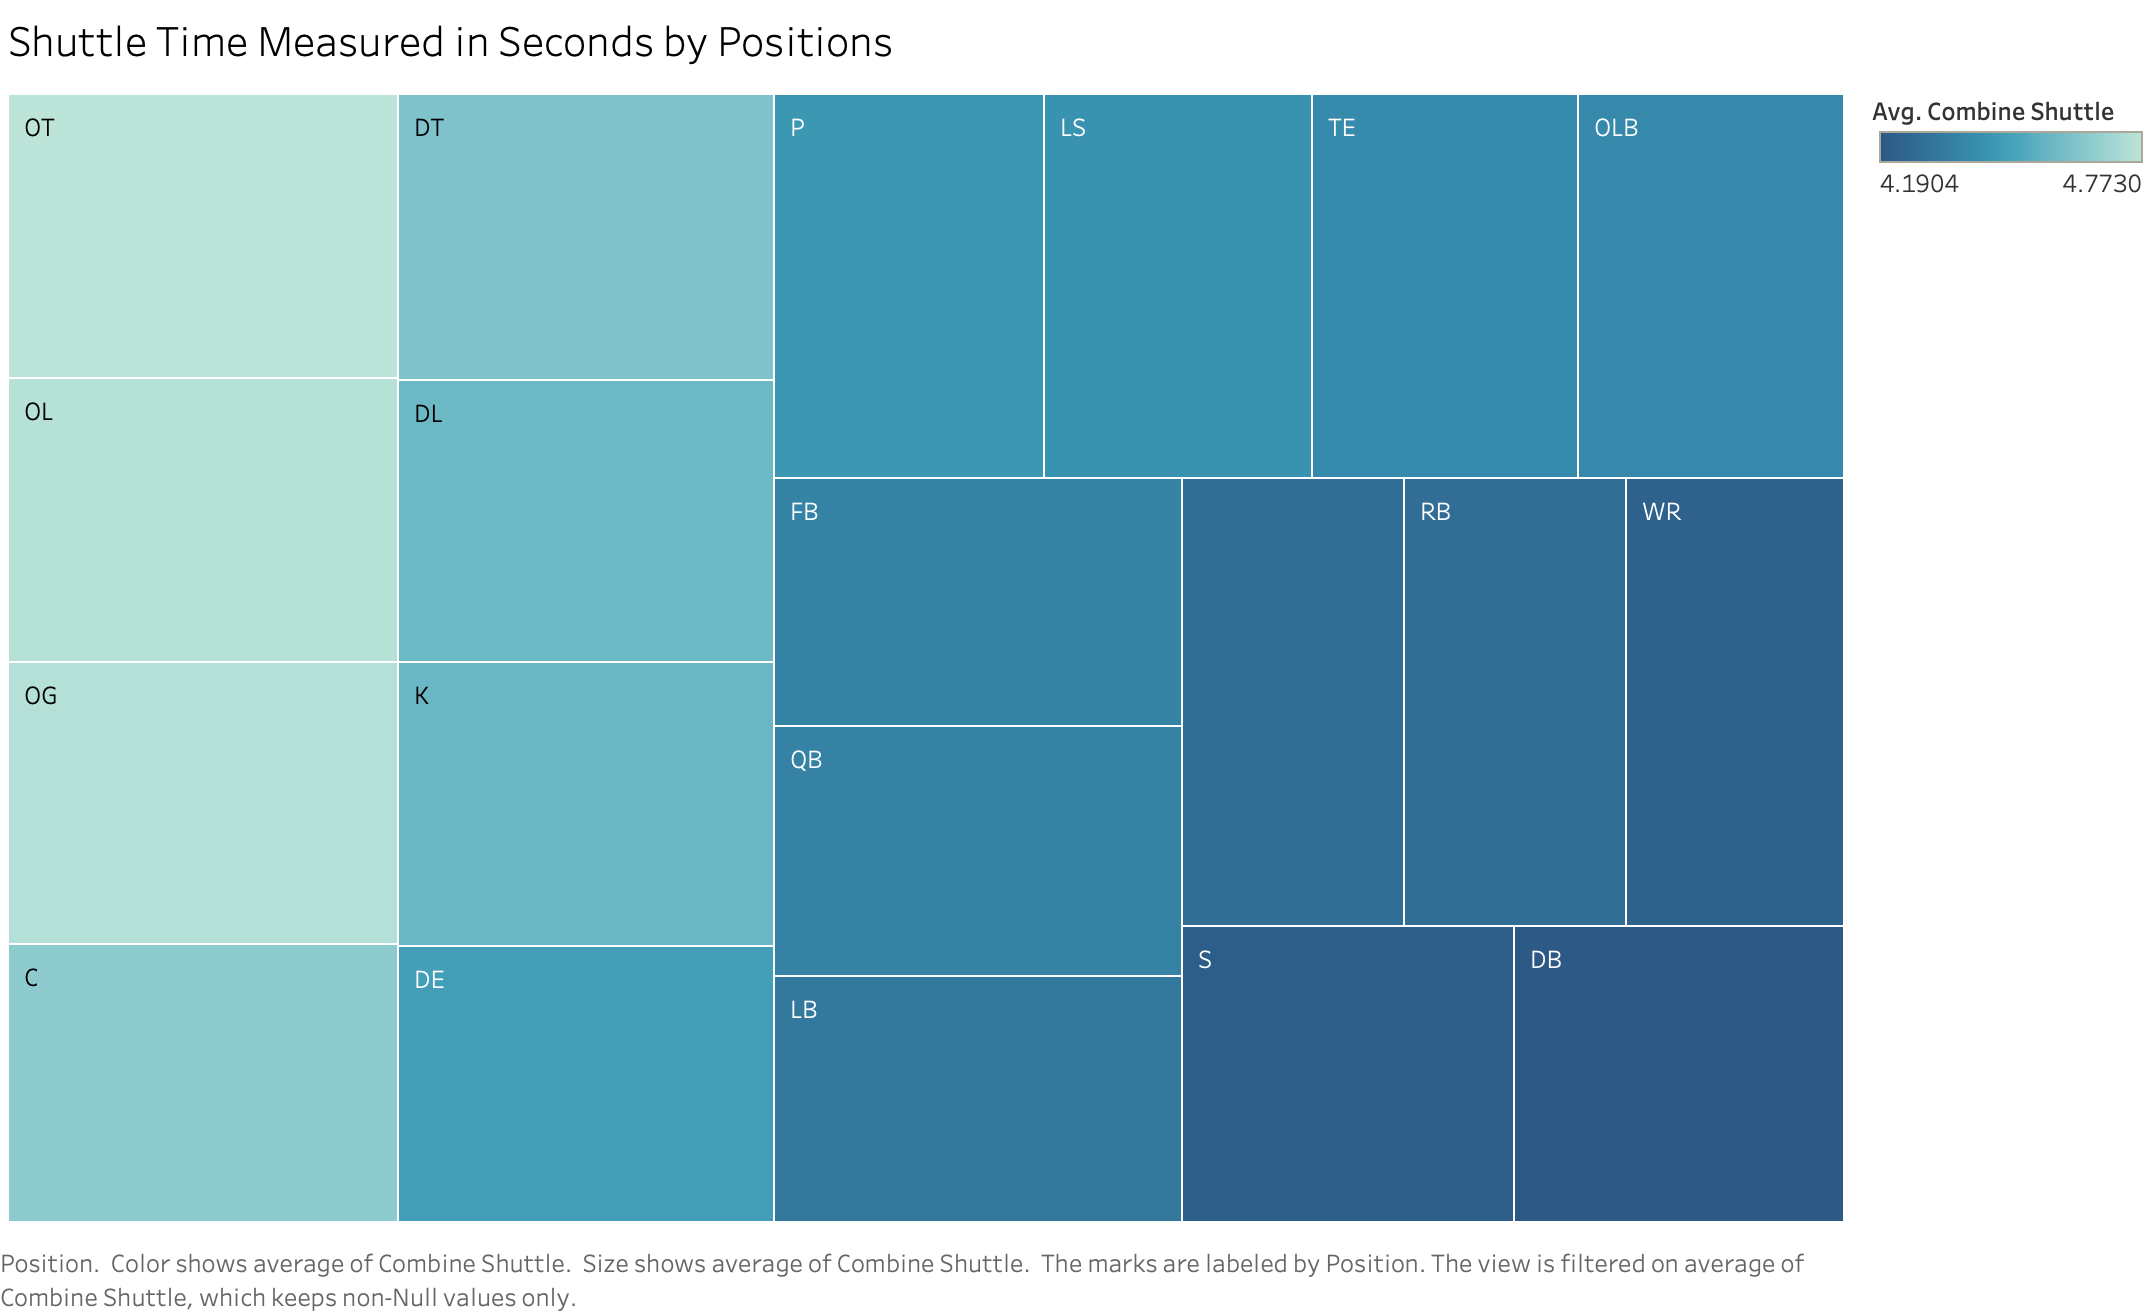 Shuttle Time Measured in Seconds by Positions
OT
DT
P
LS
TE
OLB
Avg. Combine Shuttle
4.1904 4.7730
OL
DL
FB
RB
WR
OG
K
QB
C
DE
LB
S
DB
Position.  Color shows average of Combine Shuttle.  Size shows average of Combine Shuttle.  The marks are labeled by Position. The view is filtered on average of
Combine Shuttle, which keeps non-Null values only.